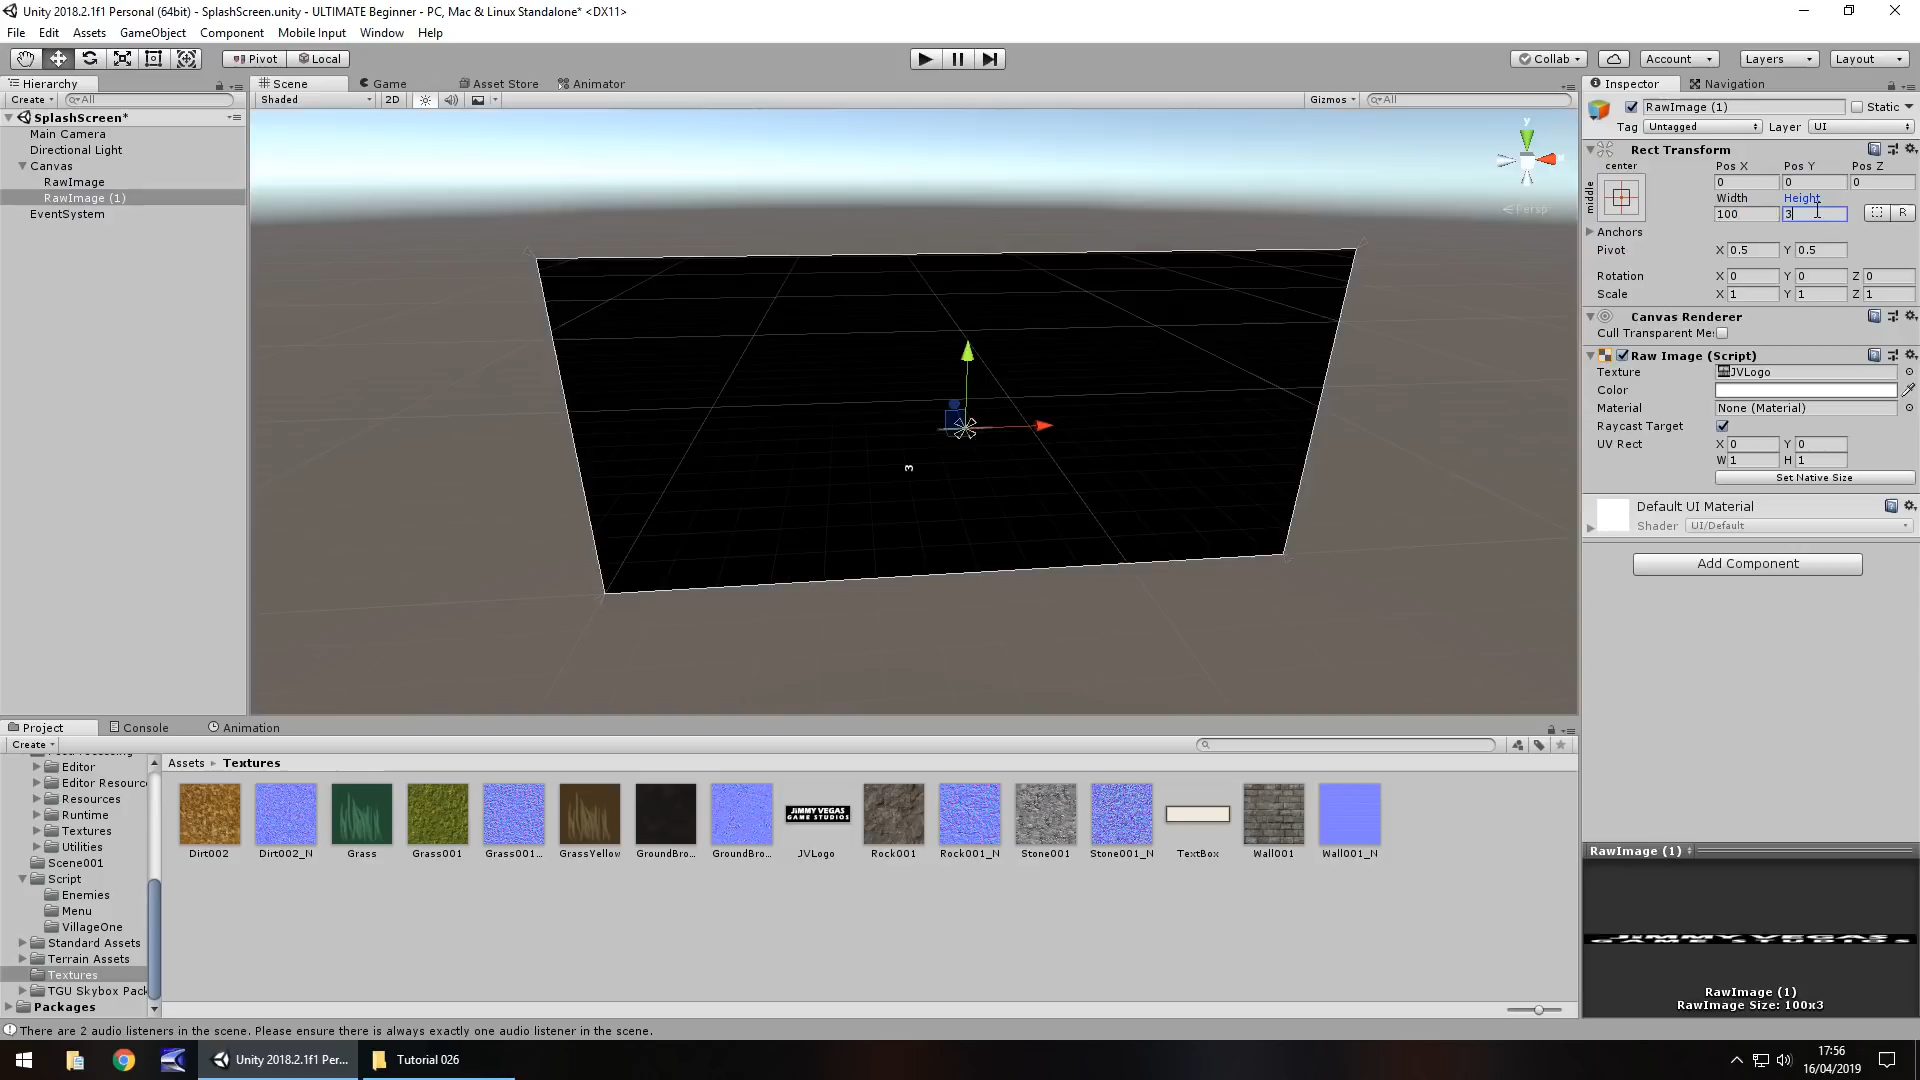 Unity 2018.2.1f1 Personal (64bit) - SplashScreen.unity - ULTIMATE Beginner - PC, Mac & Linux Standalone* <DX11>
File Edit Assets GameObject Component Mobile Input Window Help
Pivot Local Collab Account Layers Layout
Hierarchy Scene Game Asset Store Animator Inspector Navigation
Create All Shaded 2D Gizmos All
RawImage (1) Static
SplashScreen*
Tag Untagged Layer UI
Main Camera
Directional Light
Canvas
RawImage
RawImage (1)
EventSystem
y
Persp
Rect Transform
center Pos X Pos Y Pos Z
middle 0 0 0
Width Height
100 3 R
Anchors
Pivot X 0.5 Y 0.5
Rotation X 0 Y 0 Z 0
Scale X 1 Y 1 Z 1
Canvas Renderer
Cull Transparent Me
Raw Image (Script)
Texture JVLogo
Color
Material None (Material)
Raycast Target
UV Rect X 0 Y 0
W 1 H 1
Set Native Size
Default UI Material
Shader UI/Default
Add Component
3
Project Console Animation
Create
Assets Textures
Editor
Editor Resourc
Resources
Runtime
Textures
Utilities
Scene001
Script
Enemies
Menu
VillageOne
Standard Assets
Terrain Assets
Textures
TGU Skybox Pack
Packages
JIMMY VEGAS
GAME STUDIOS
Dirt002 Dirt002_N Grass Grass001 Grass001... GrassYellow GroundBro... GroundBro... JVLogo Rock001 Rock001_N Stone001 Stone001_N TextBox Wall001 Wall001_N
RawImage (1)
JIMMY VEGAS
GAME STUDIOS
RawImage (1)
RawImage Size: 100x3
There are 2 audio listeners in the scene. Please ensure there is always exactly one audio listener in the scene.
Unity 2018.2.1f1 Per... Tutorial 026
17:56
16/04/2019